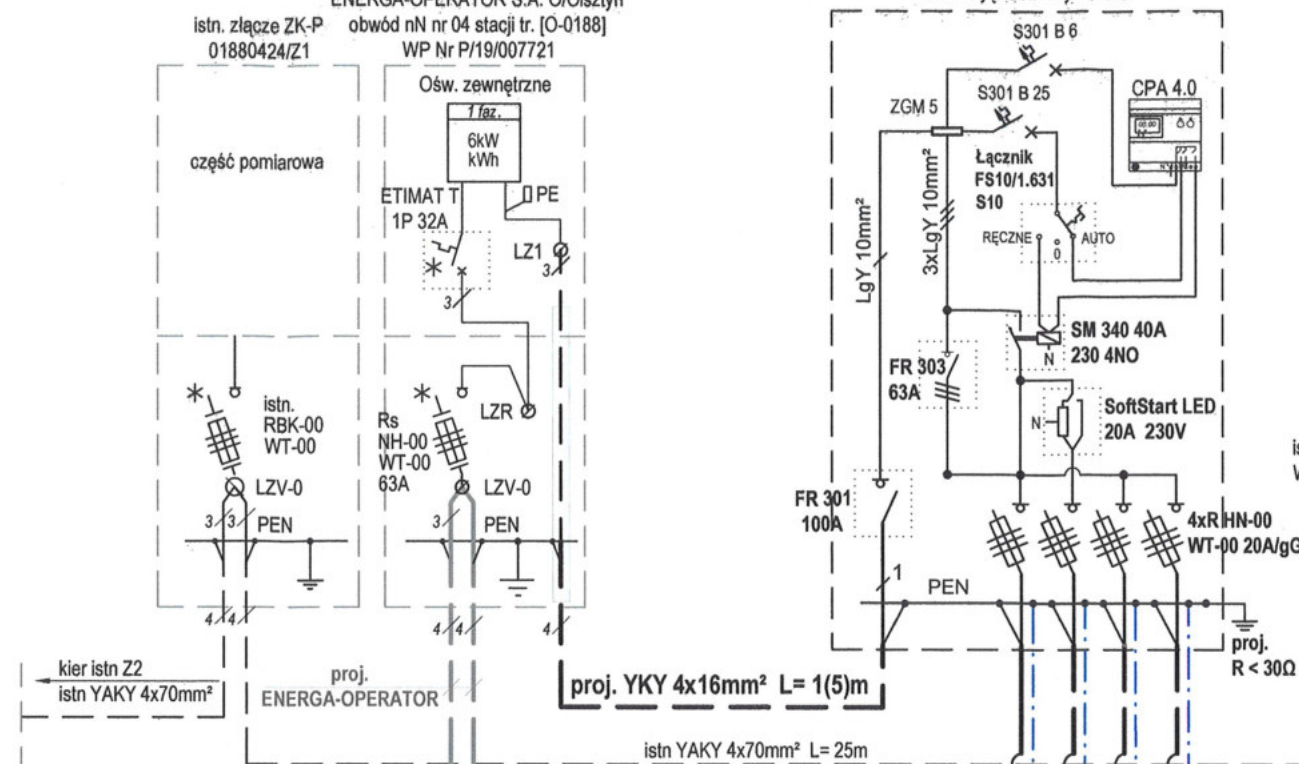 ENERGA-OPERATOR S.A. O/Olsztyn
istn. złącze ZK-P
01880424/Z1
obwód nN nr 04 stacji tr. [O-0188]
WP Nr P/19/007721
część pomiarowa
Ośw. zewnętrzne
1 faz.
6kW
kWh
PE
ETIMAT T
1P 32A
LZ1
3
3
istn.
RBK-00
WT-00
LZV-0
3 3
PEN
Rs
NH-00
WT-00
63A
LZR
LZV-0
3
PEN
4 4
4 4
4
kier istn Z2
istn YAKY 4x70mm²
proj.
ENERGA-OPERATOR
proj. YKY 4x16mm² L= 1(5)m
istn YAKY 4x70mm² L= 25m
S301 B 6
ZGM 5
S301 B 25
CPA 4.0
Łącznik
FS10/1.631
S10
LgY 10mm²
3xLgY 10mm²
RĘCZNE
0
AUTO
SM 340 40A
230 4NO
N
FR 303
63A
SoftStart LED
20A 230V
N
FR 301
100A
4xR HN-00
WT-00 20A/gG
1
PEN
proj.
R < 30Ω